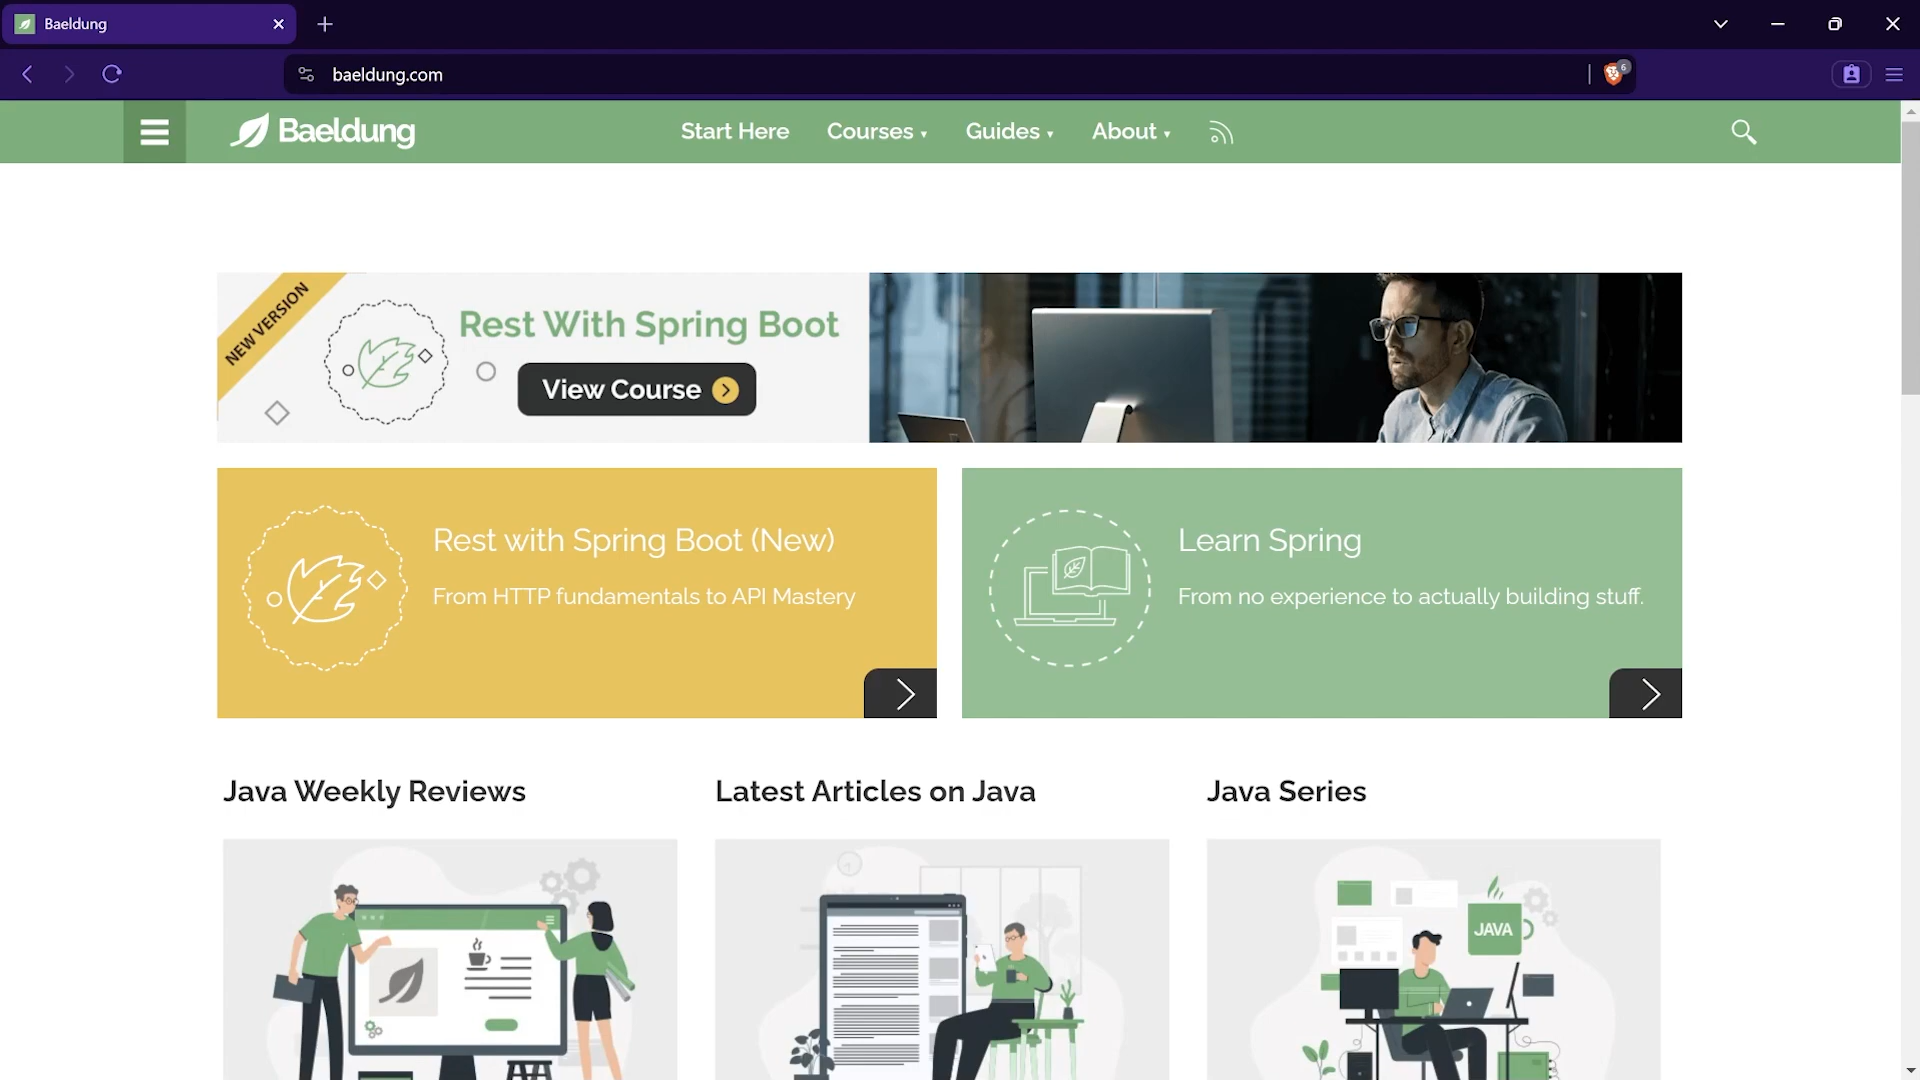 Baeldung
baeldung.com
6
Baeldung
Start Here
Courses
Guides
About
NEW VERSION
Rest With Spring Boot
View Course
Rest with Spring Boot (New)
From HTTP fundamentals to API Mastery
Learn Spring
From no experience to actually building stuff.
Java Weekly Reviews
Latest Articles on Java
Java Series
JAVA